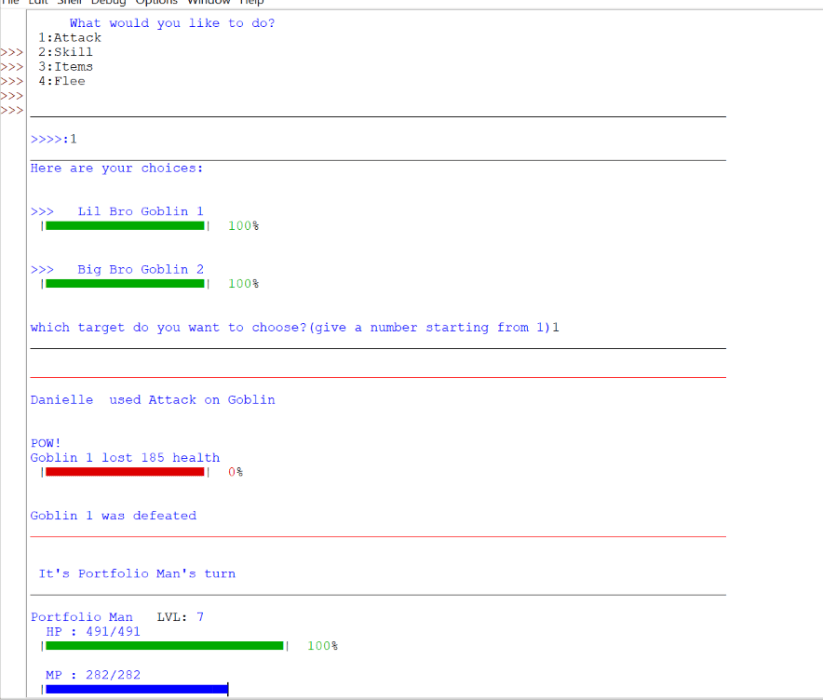 File Edit Shell Debug Options Window Help
What would you like to do?
1:Attack
>>> 2:Skill
>>> 3:Items
>>> 4:Flee
>>>
>>>
>>>>:1
Here are your choices:
>>> Lil Bro Goblin 1
| | 100%
>>> Big Bro Goblin 2
| | 100%
which target do you want to choose?(give a number starting from 1)1
Danielle used Attack on Goblin
POW!
Goblin 1 lost 185 health
| | 0%
Goblin 1 was defeated
It's Portfolio Man's turn
Portfolio Man LVL: 7
HP : 491/491
| | 100%
MP : 282/282
|